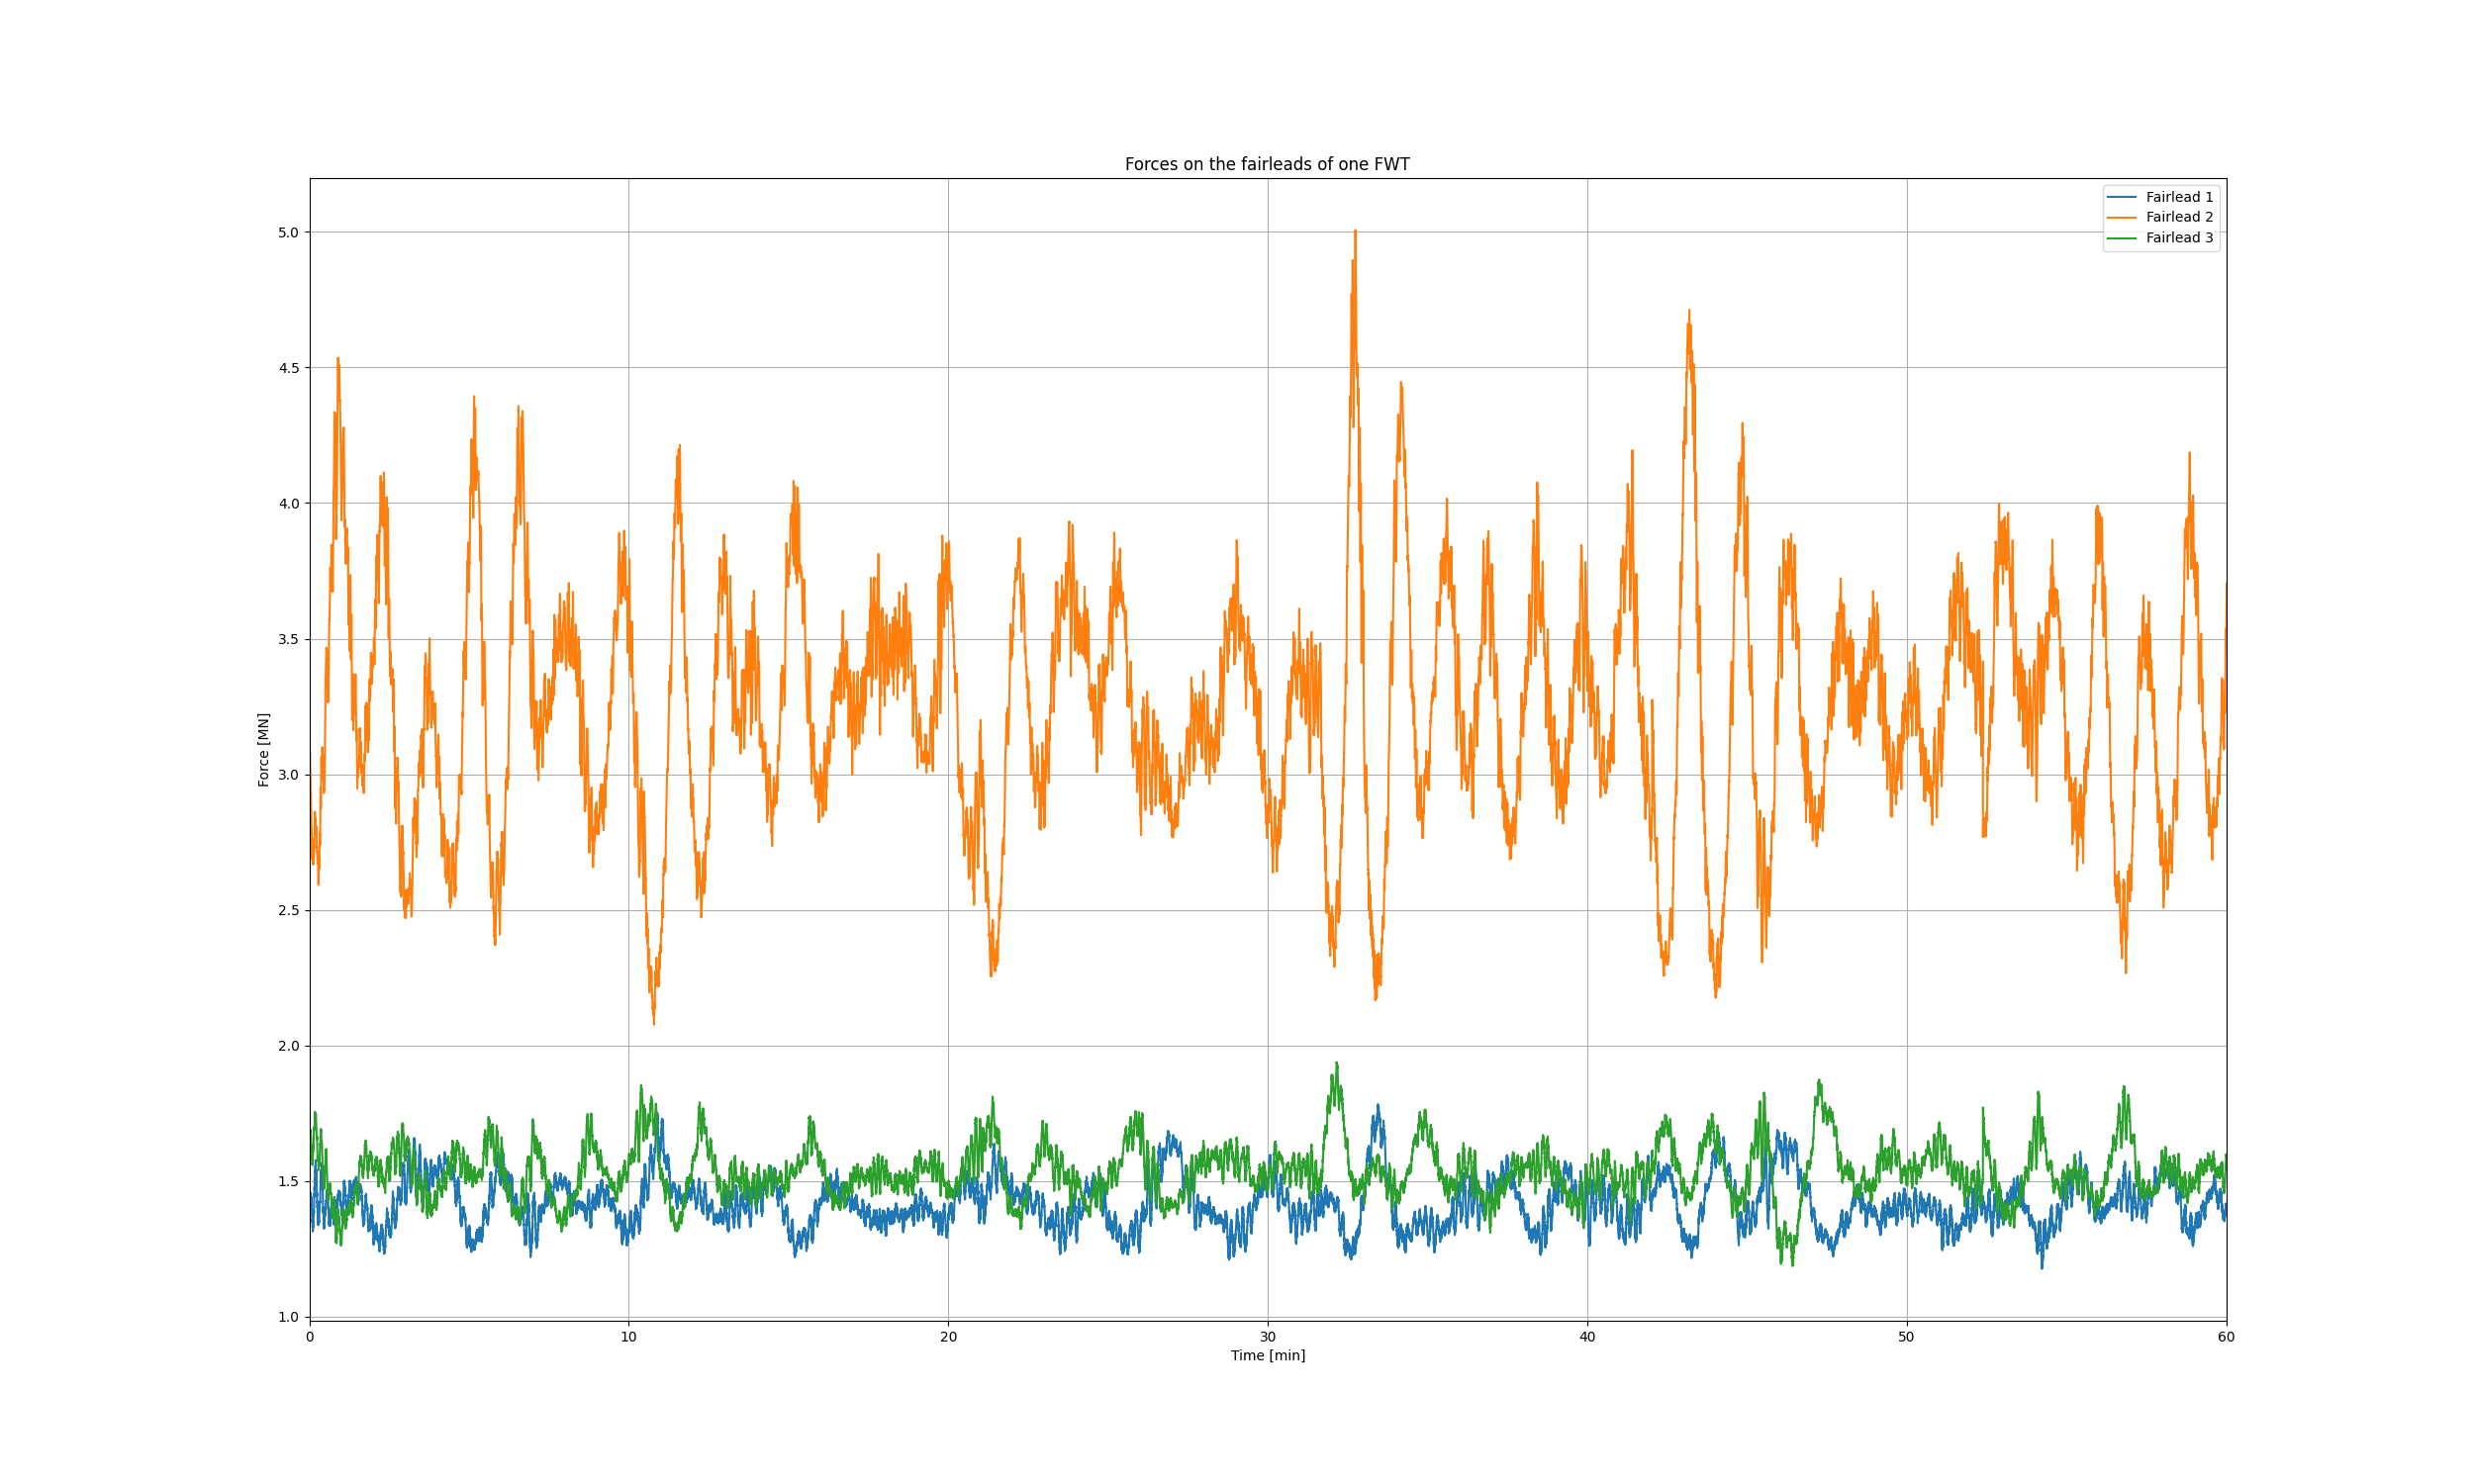 Forces on the fairleads of one FWT
Fairlead 1
Fairlead 2
Fairlead 3
Force [MN]
5.0
4.5
4.0
3.5
3.0
2.5
2.0
1.5
1.0
0 10 20 30 40 50 60
Time [min]